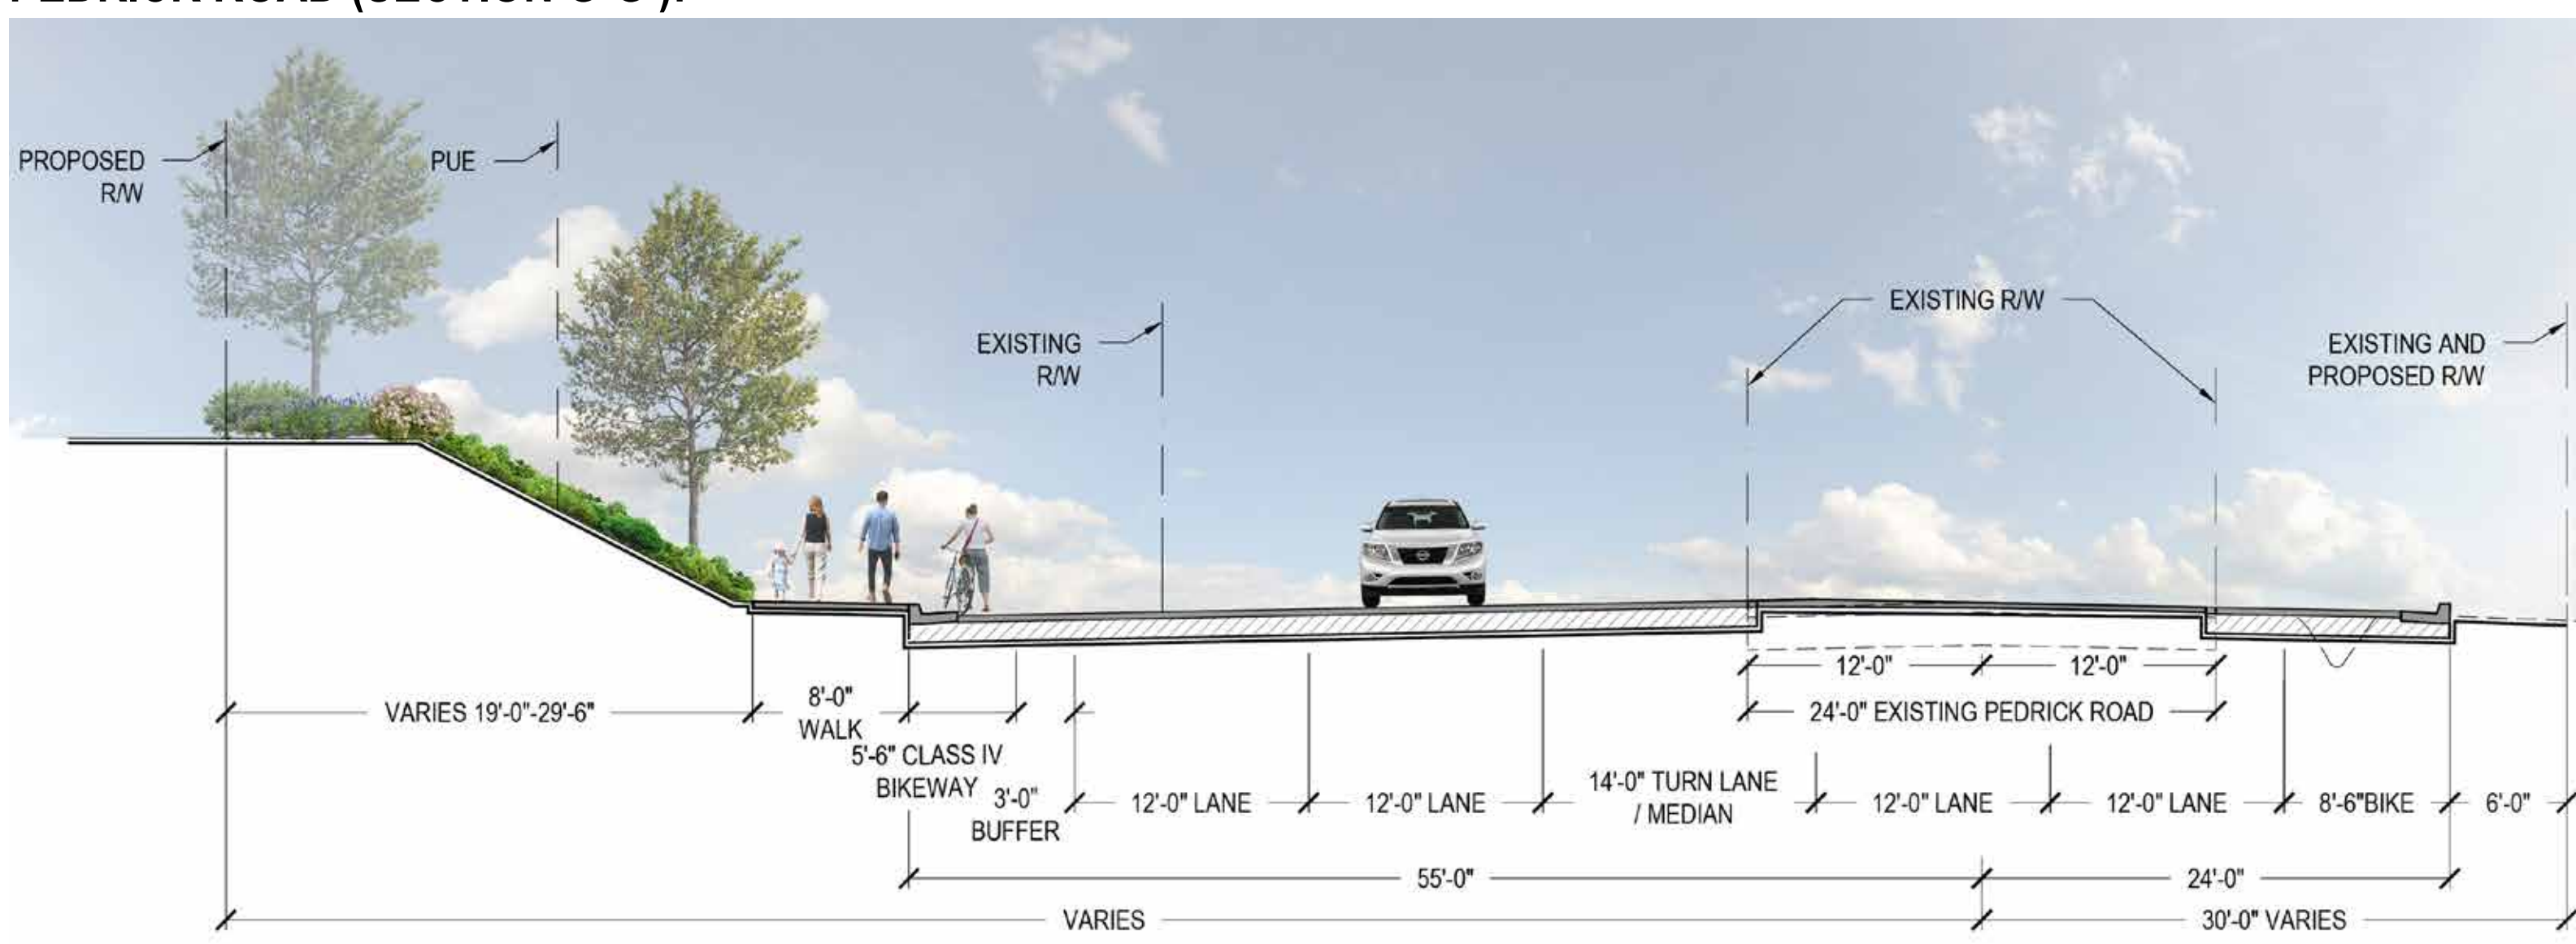 PROPOSED
R/W
PUE
EXISTING
R/W
EXISTING R/W
EXISTING AND
PROPOSED R/W
12'-0"
12'-0"
VARIES 19'-0"-29'-6"
8'-0"
WALK
24'-0" EXISTING PEDRICK ROAD
5'-6" CLASS IV
BIKEWAY
3'-0"
BUFFER
12'-0" LANE
12'-0" LANE
14'-0" TURN LANE
/ MEDIAN
12'-0" LANE
12'-0" LANE
8'-6"BIKE
6'-0"
55'-0"
24'-0"
VARIES
30'-0" VARIES